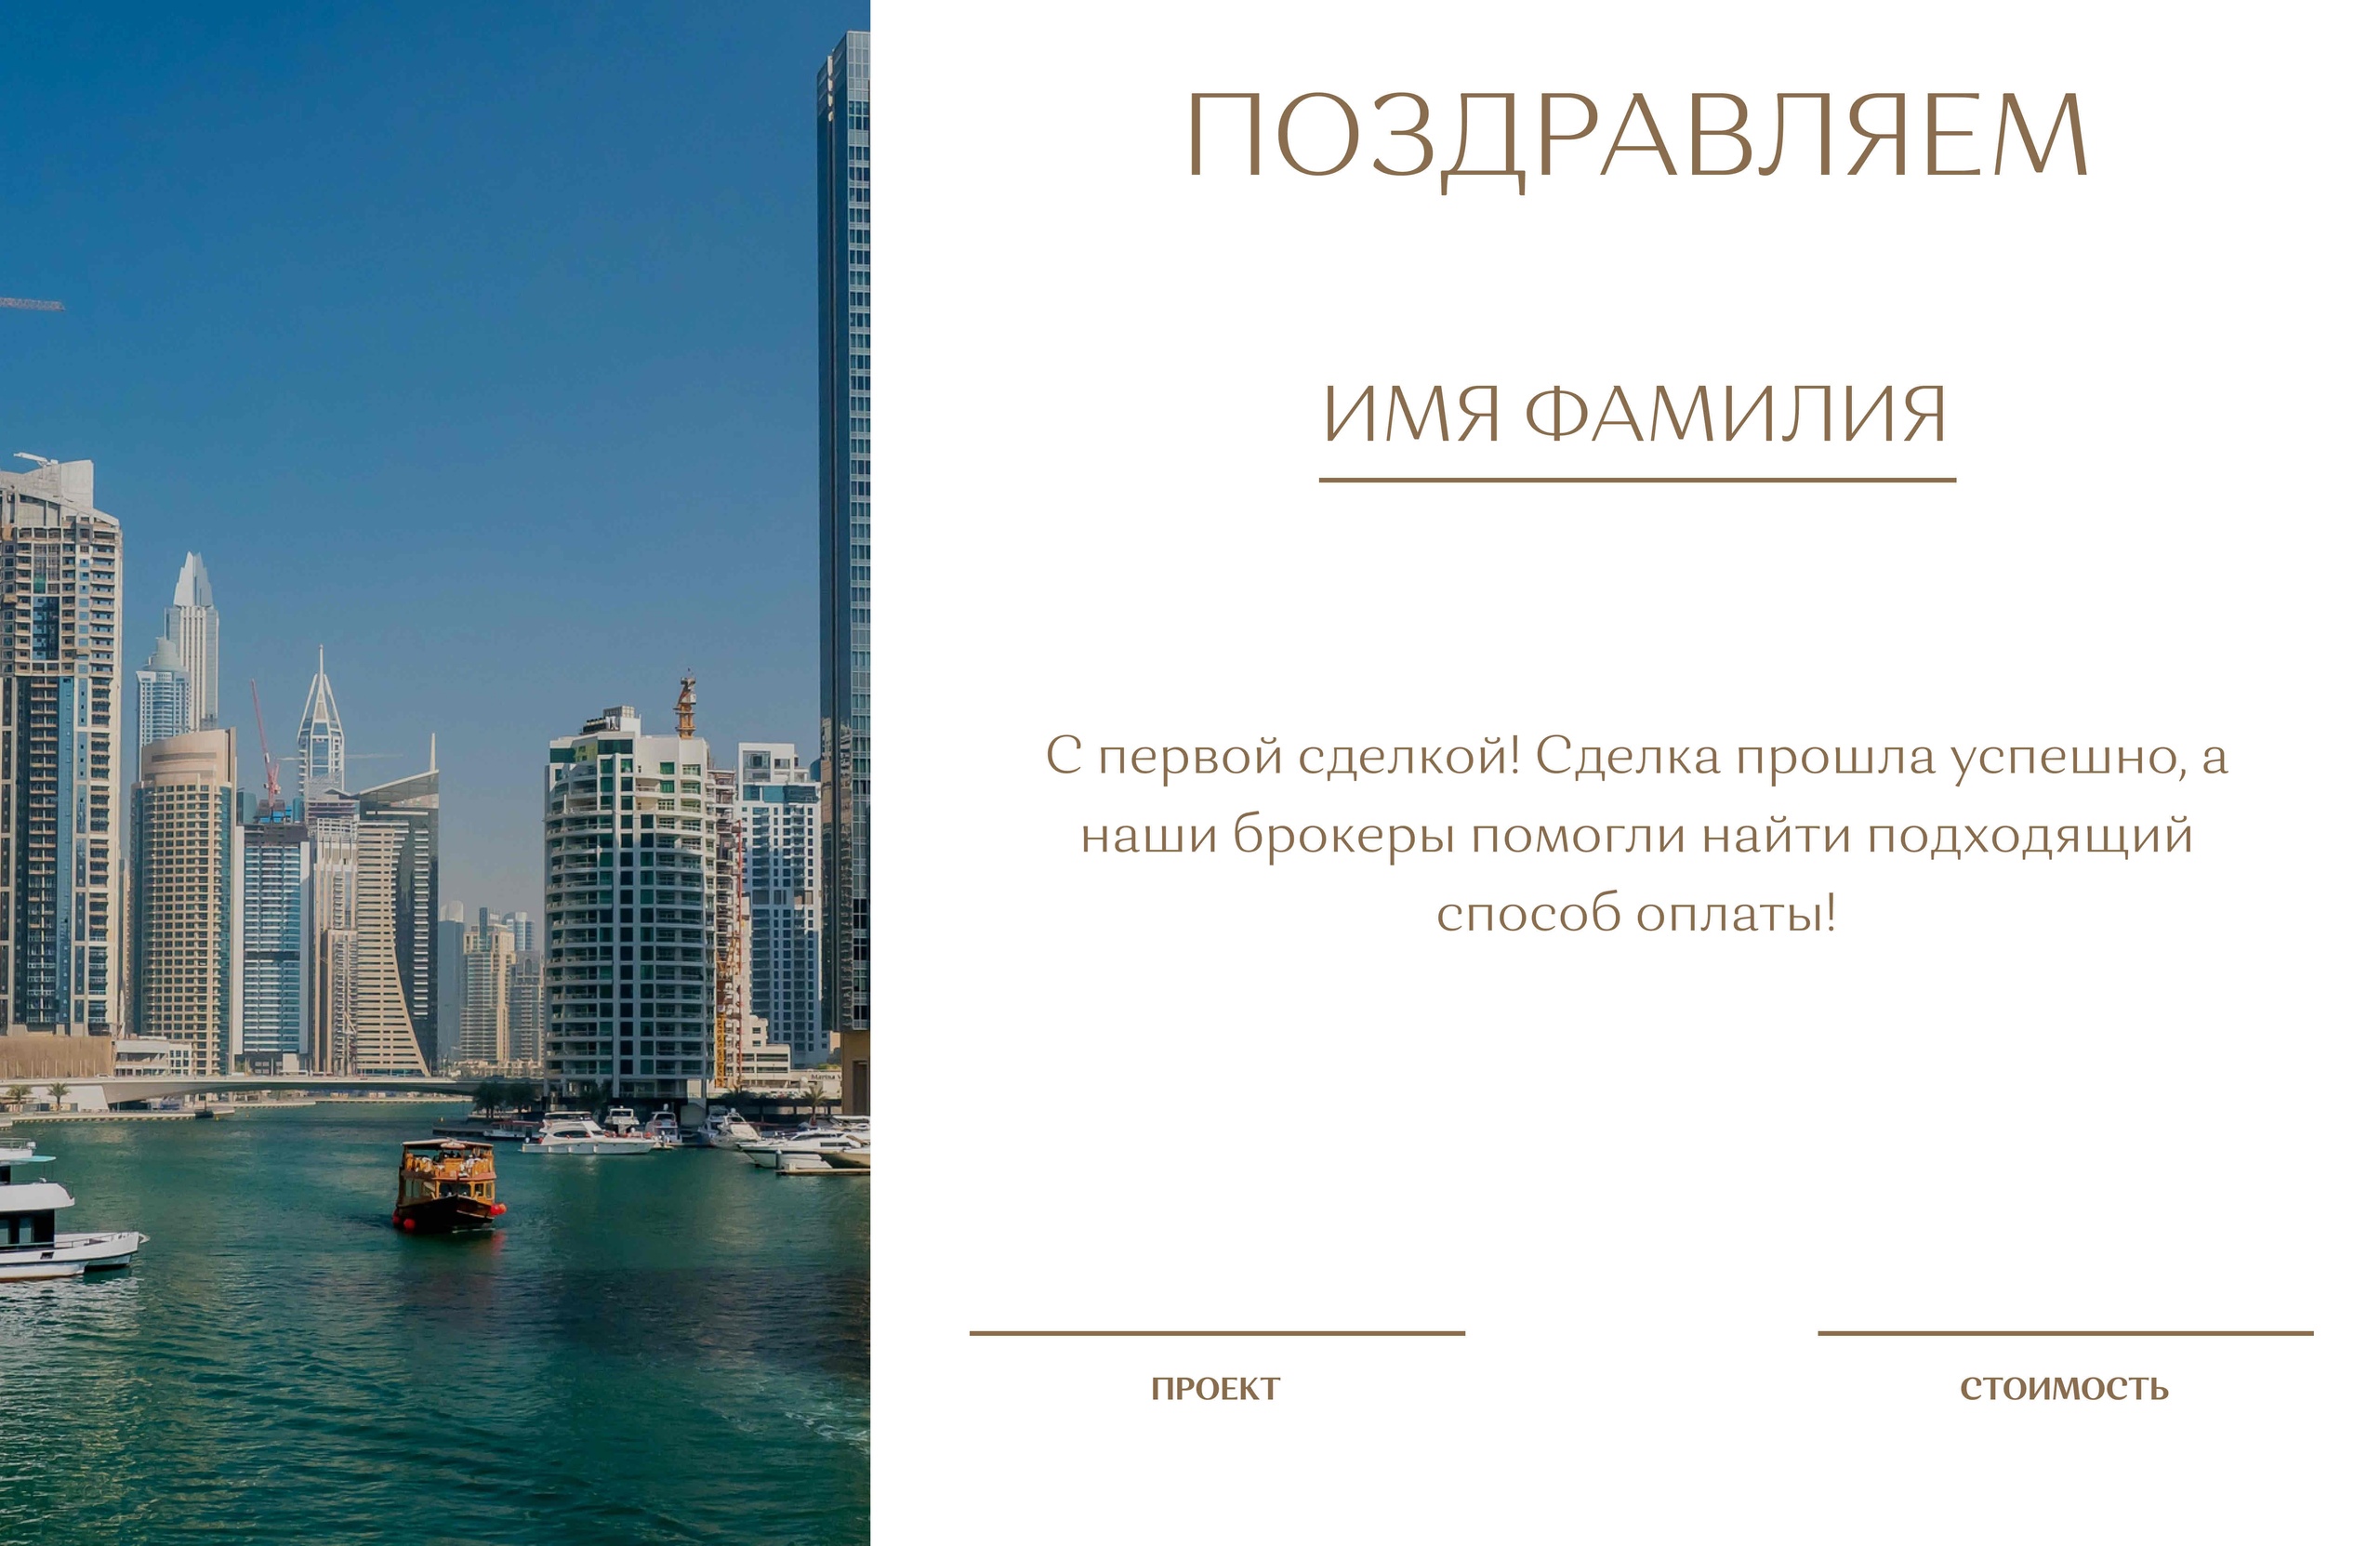 ПОЗДРАВЛЯЕМ
ИМЯ ФАМИЛИЯ
С первой сделкой! Сделка прошла успешно, а
наши брокеры помогли найти подходящий
способ оплаты!
ПРОЕКТ
СТОИМОСТЬ